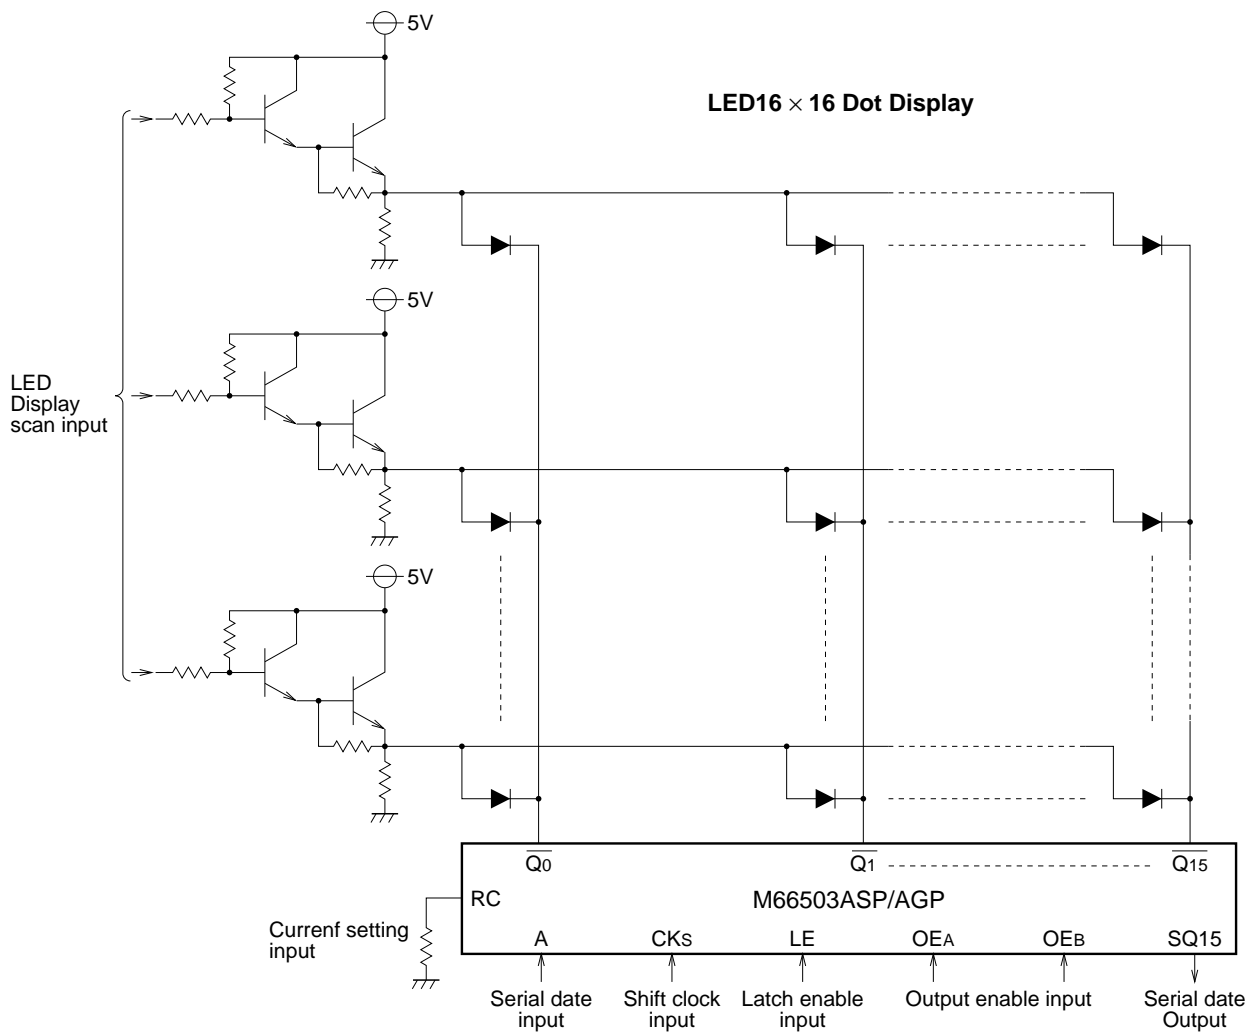 5V
LED16 × 16 Dot Display
5V
LED
Display
scan input
5V
Q0 Q1 Q15
RC M66503ASP/AGP
Currenf setting
input
A CKS LE OEA OEB SQ15
Serial date
input
Shift clock
input
Latch enable
input
Output enable input
Serial date
Output